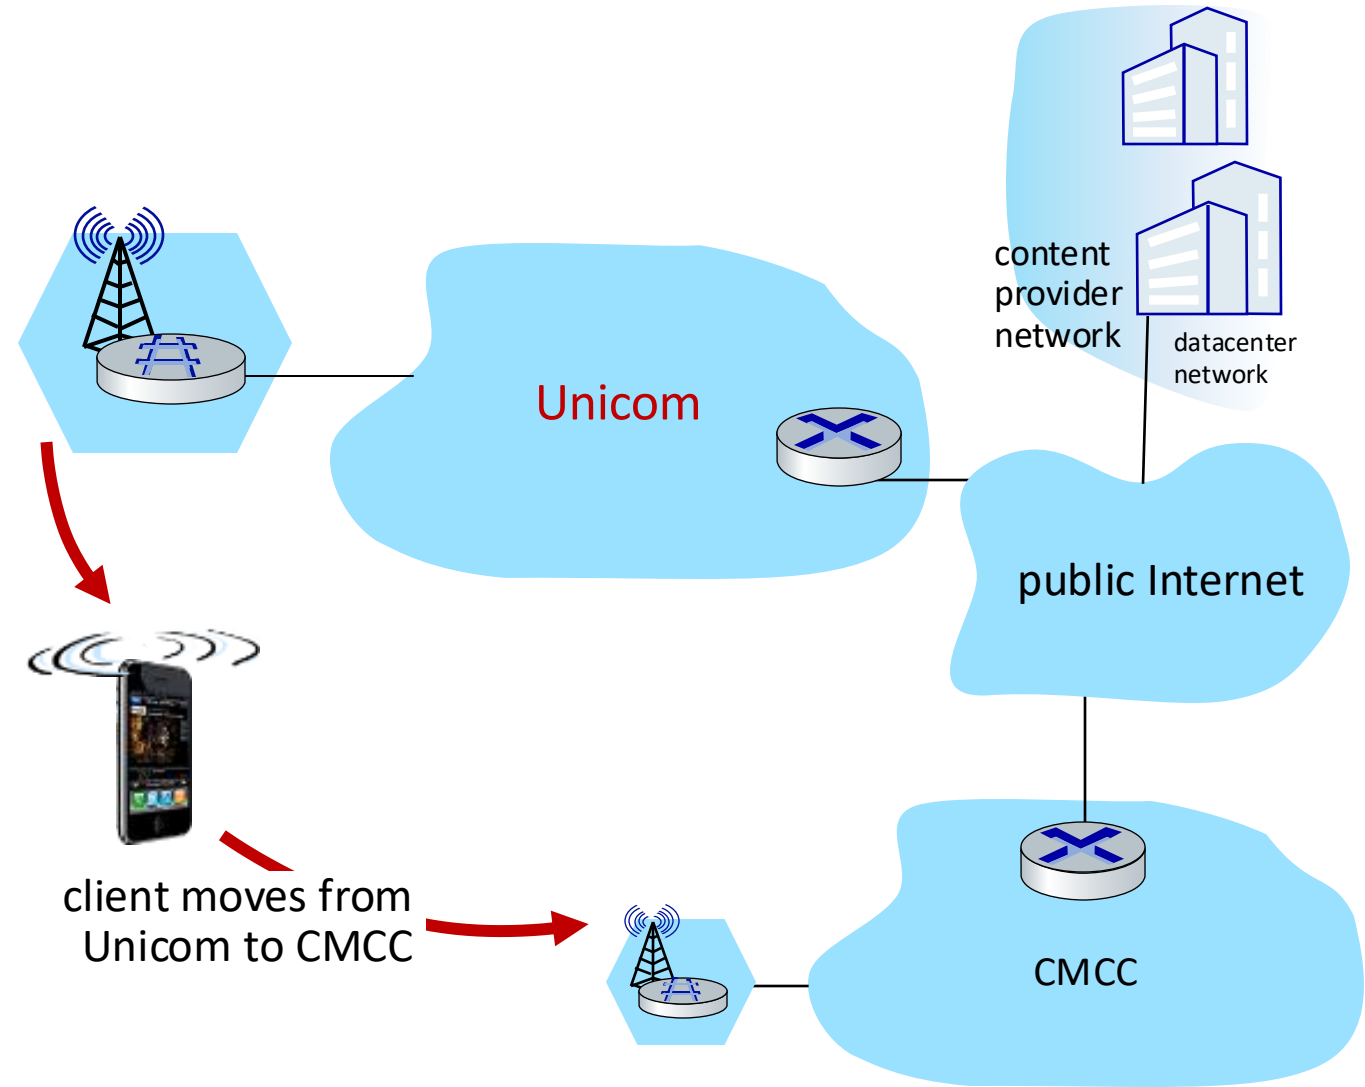 content
provider
network
datacenter
network
Unicom
public Internet
client moves from
Unicom to CMCC
CMCC